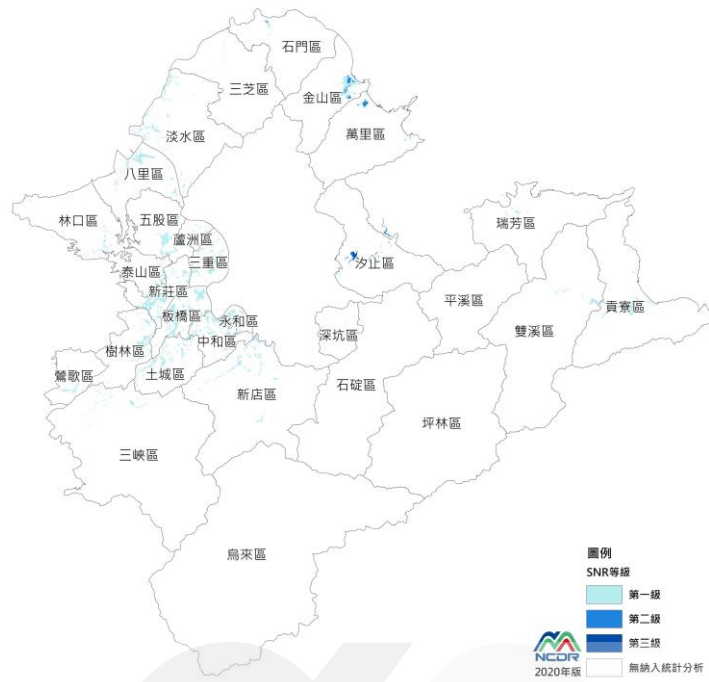 石門區
三芝區
金山區
萬里區
淡水區
八里區
林口區
五股區
蘆洲區
瑞芳區
三重區
汐止區
泰山區
新莊區
平溪區
貢寮區
板橋區
永和區
雙溪區
深坑區
中和區
樹林區
土城區
鶯歌區
新店區
石碇區
坪林區
三峽區
烏來區
圖例
SNR等級
第一級
第二級
第三級
無納入統計分析
NCDR
2020年版